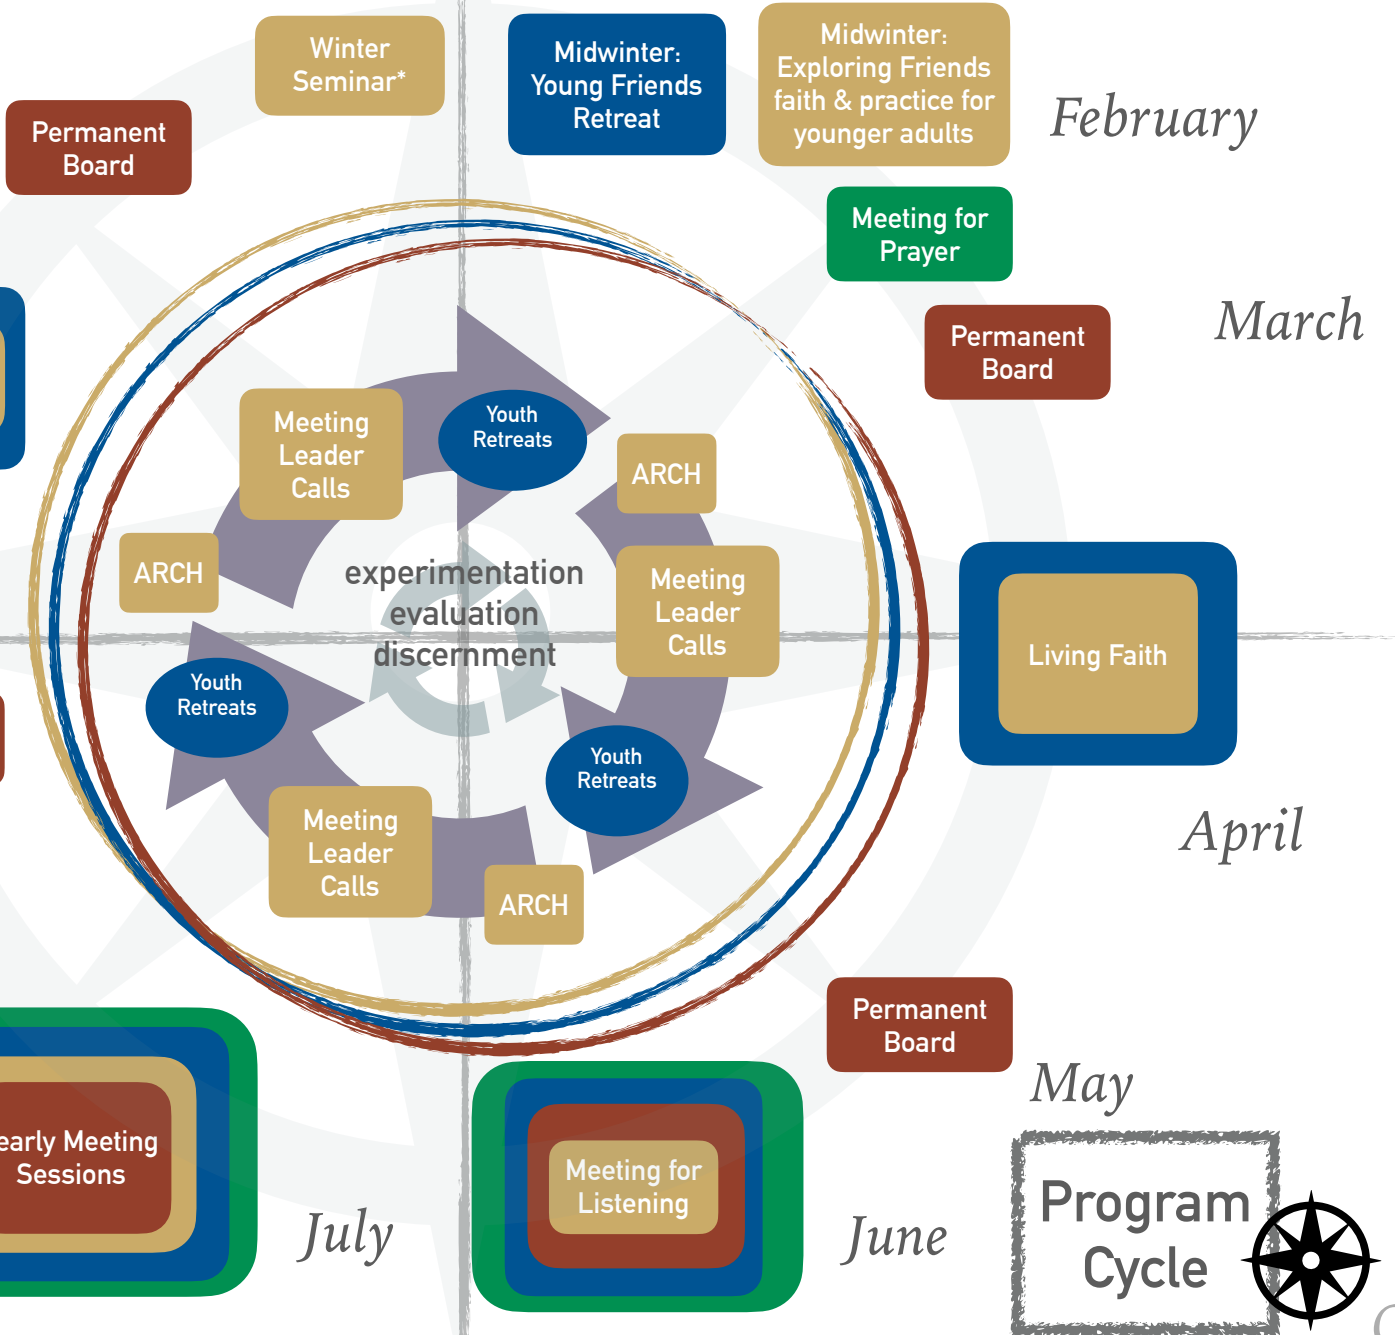 Winter
Seminar*
Midwinter:
Young Friends
Retreat
Midwinter:
Exploring Friends
faith & practice for
younger adults
February
Permanent
Board
Meeting for
Prayer
March
Permanent
Board
Meeting
Leader
Calls
Youth
Retreats
ARCH
ARCH
experimentation
evaluation
discernment
Meeting
Leader
Calls
Living Faith
Youth
Retreats
Youth
Retreats
April
Meeting
Leader
Calls
ARCH
Permanent
Board
May
early Meeting
Sessions
Meeting for
Listening
July
June
Program
Cycle